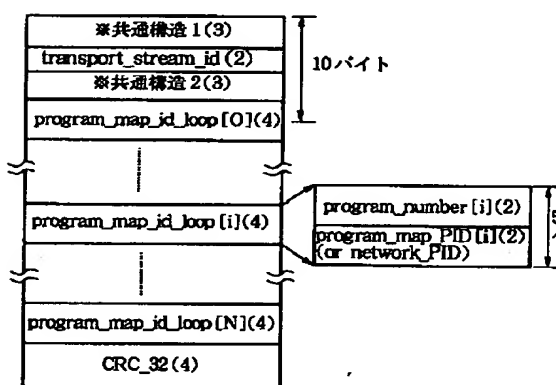 ※共通構造1(3)
transport_stream_id(2)
※共通構造2(3)
program_map_id_loop[0](4)
10バイト
program_map_id_loop[i](4)
program_number[i](2)
program_map_PID[i](2)
(or network_PID)
5
program_map_id_loop[N](4)
CRC_32(4)